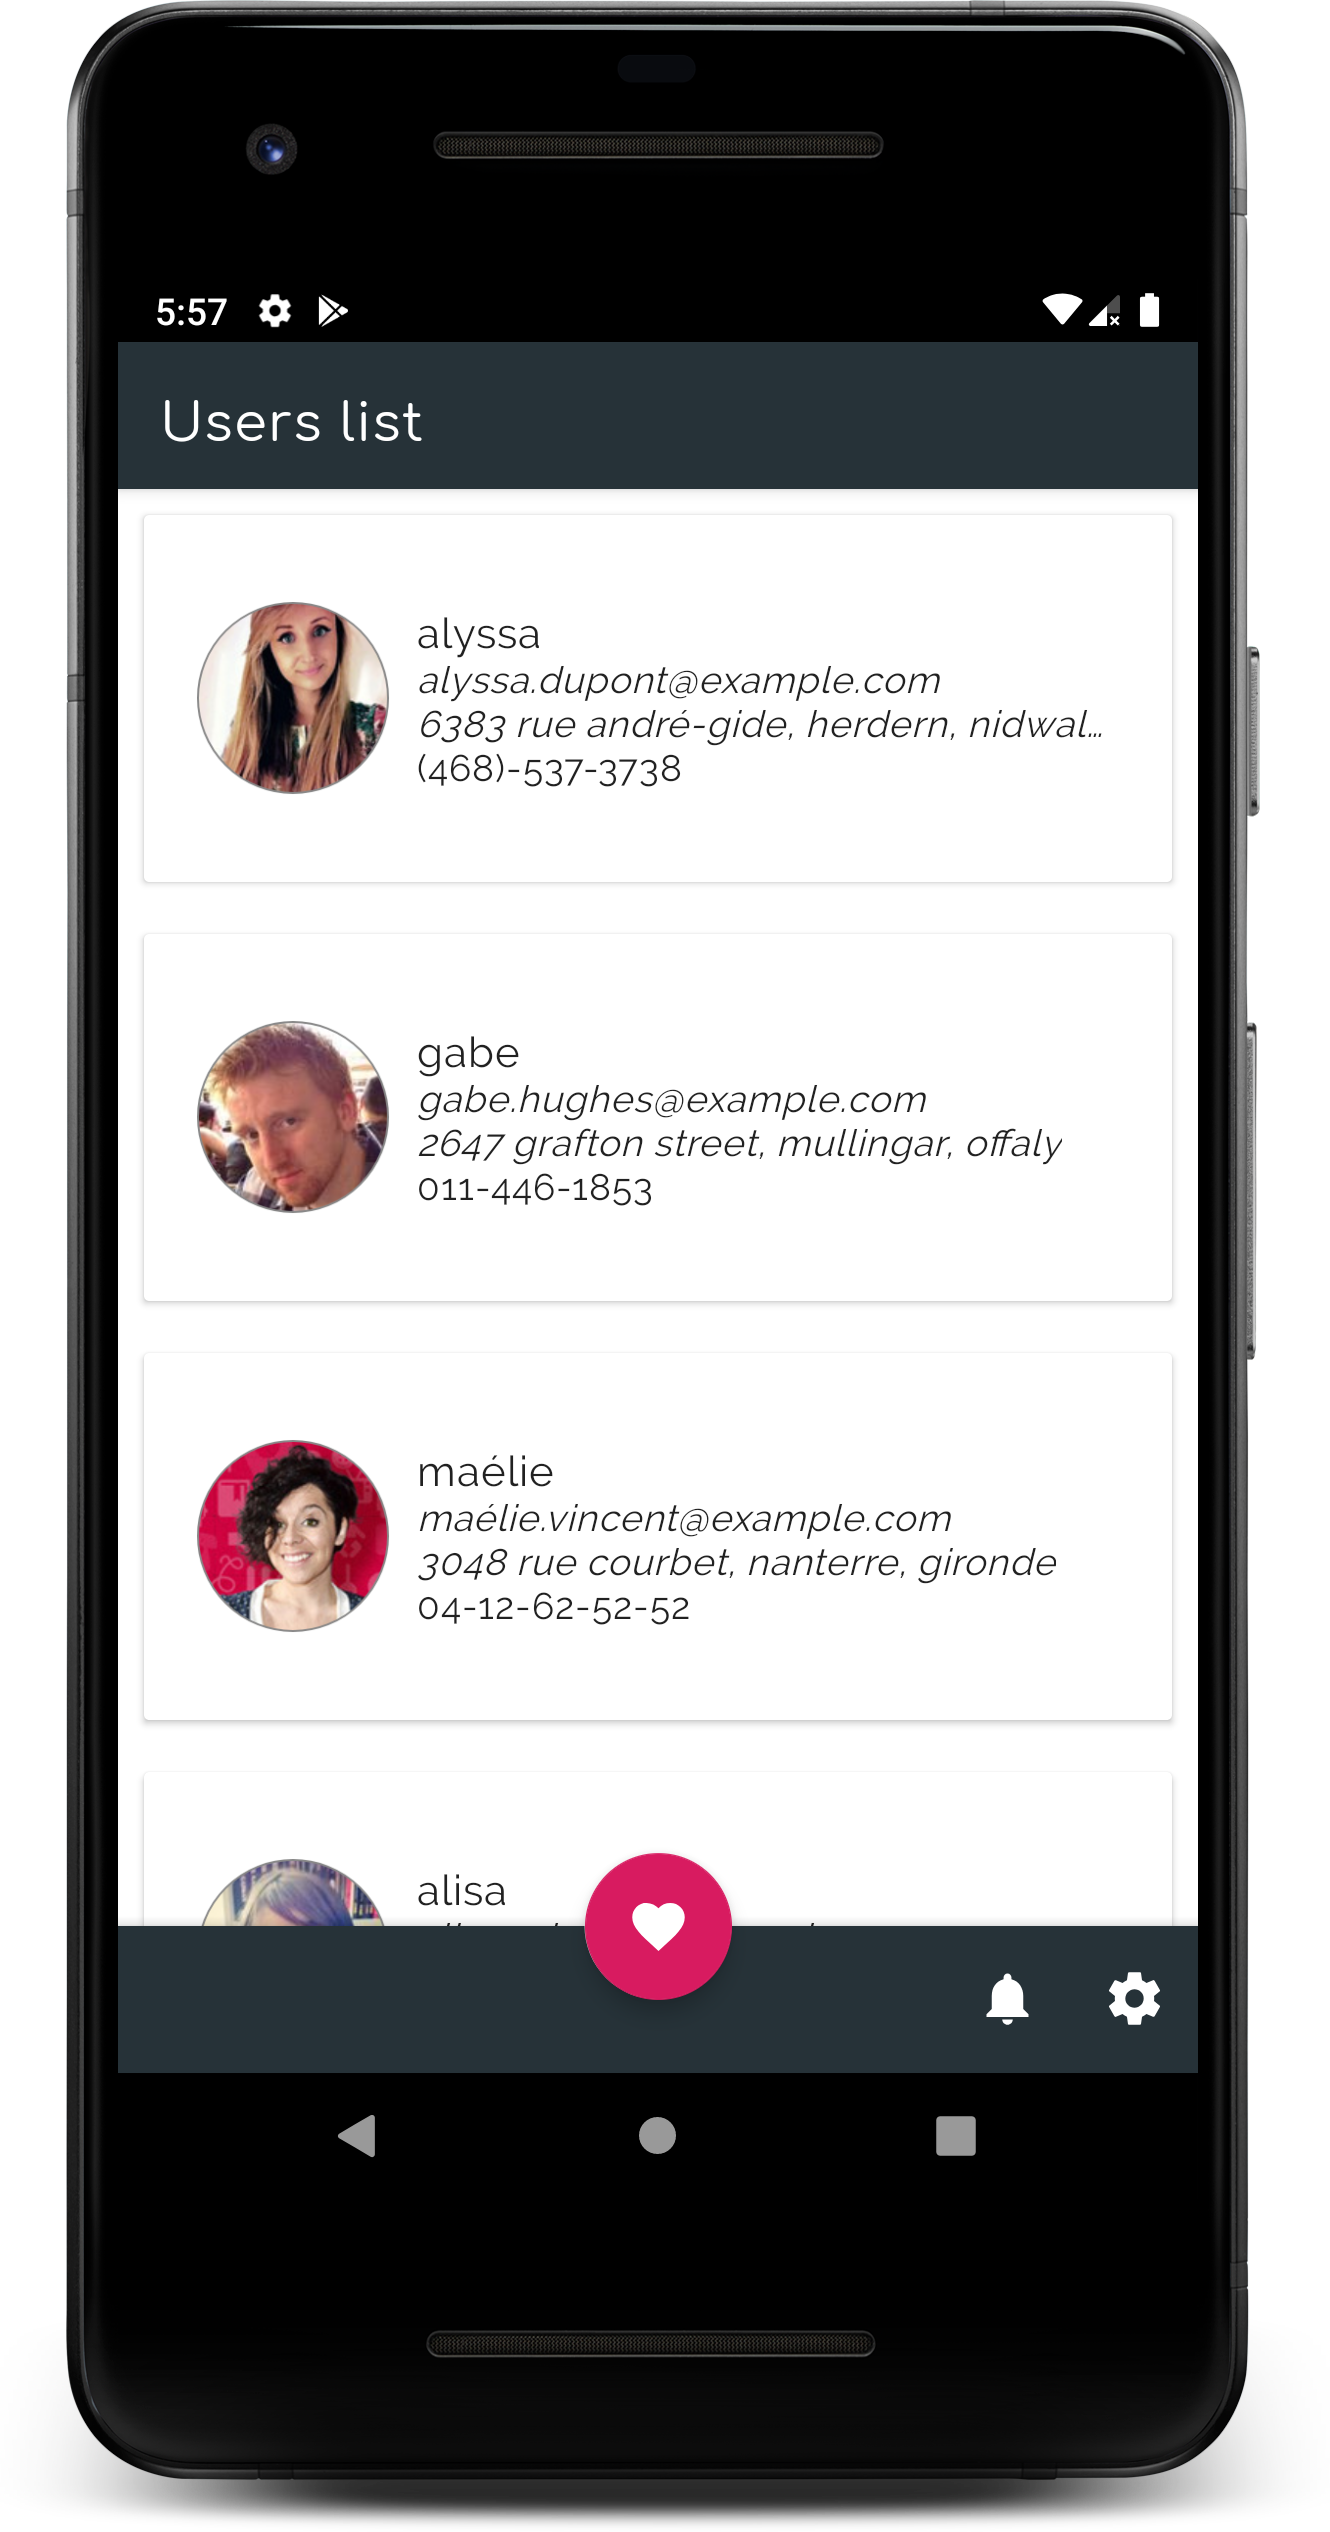 5:57
Users list
alyssa
alyssa.dupont@example.com
6383 rue andré-gide, herdern, nidwal...
(468)-537-3738
gabe
gabe.hughes@example.com
2647 grafton street, mullingar, offaly
011-446-1853
maélie
maélie.vincent@example.com
3048 rue courbet, nanterre, gironde
04-12-62-52-52
alisa